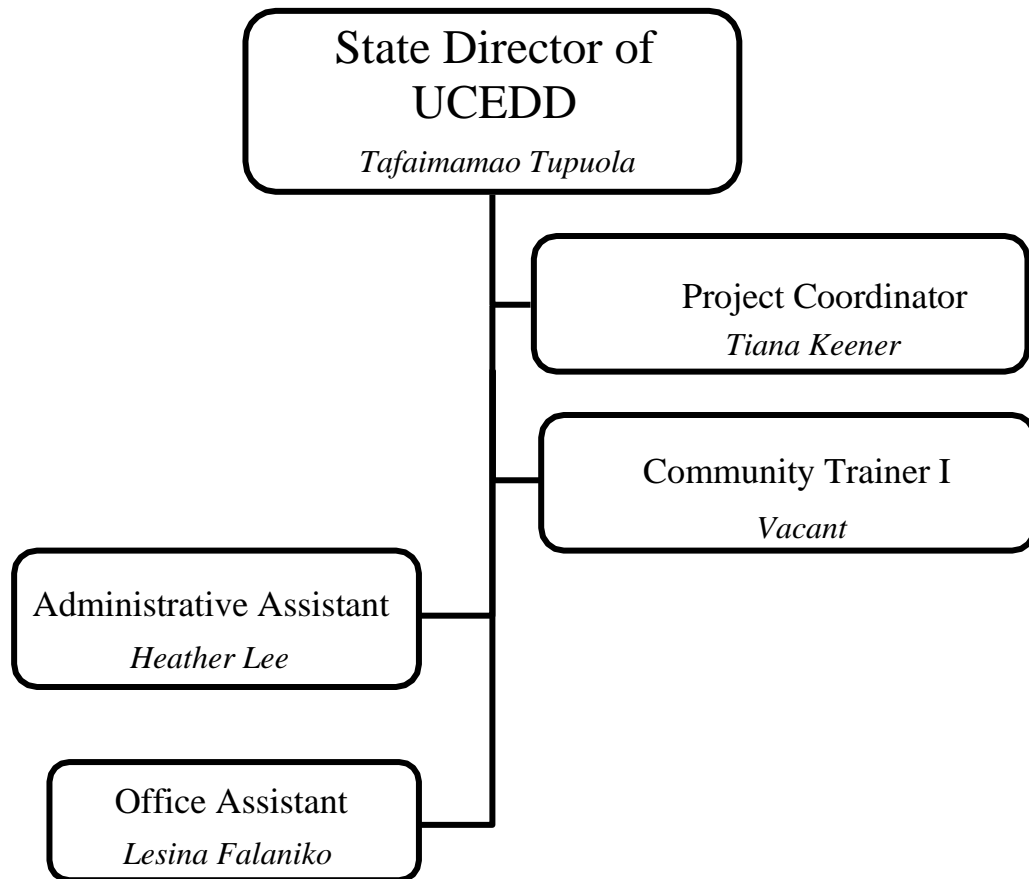 State Director of
UCEDD
Tafaimamao Tupuola
Project Coordinator
Tiana Keener
Community Trainer I
Vacant
Administrative Assistant
Heather Lee
Office Assistant
Lesina Falaniko